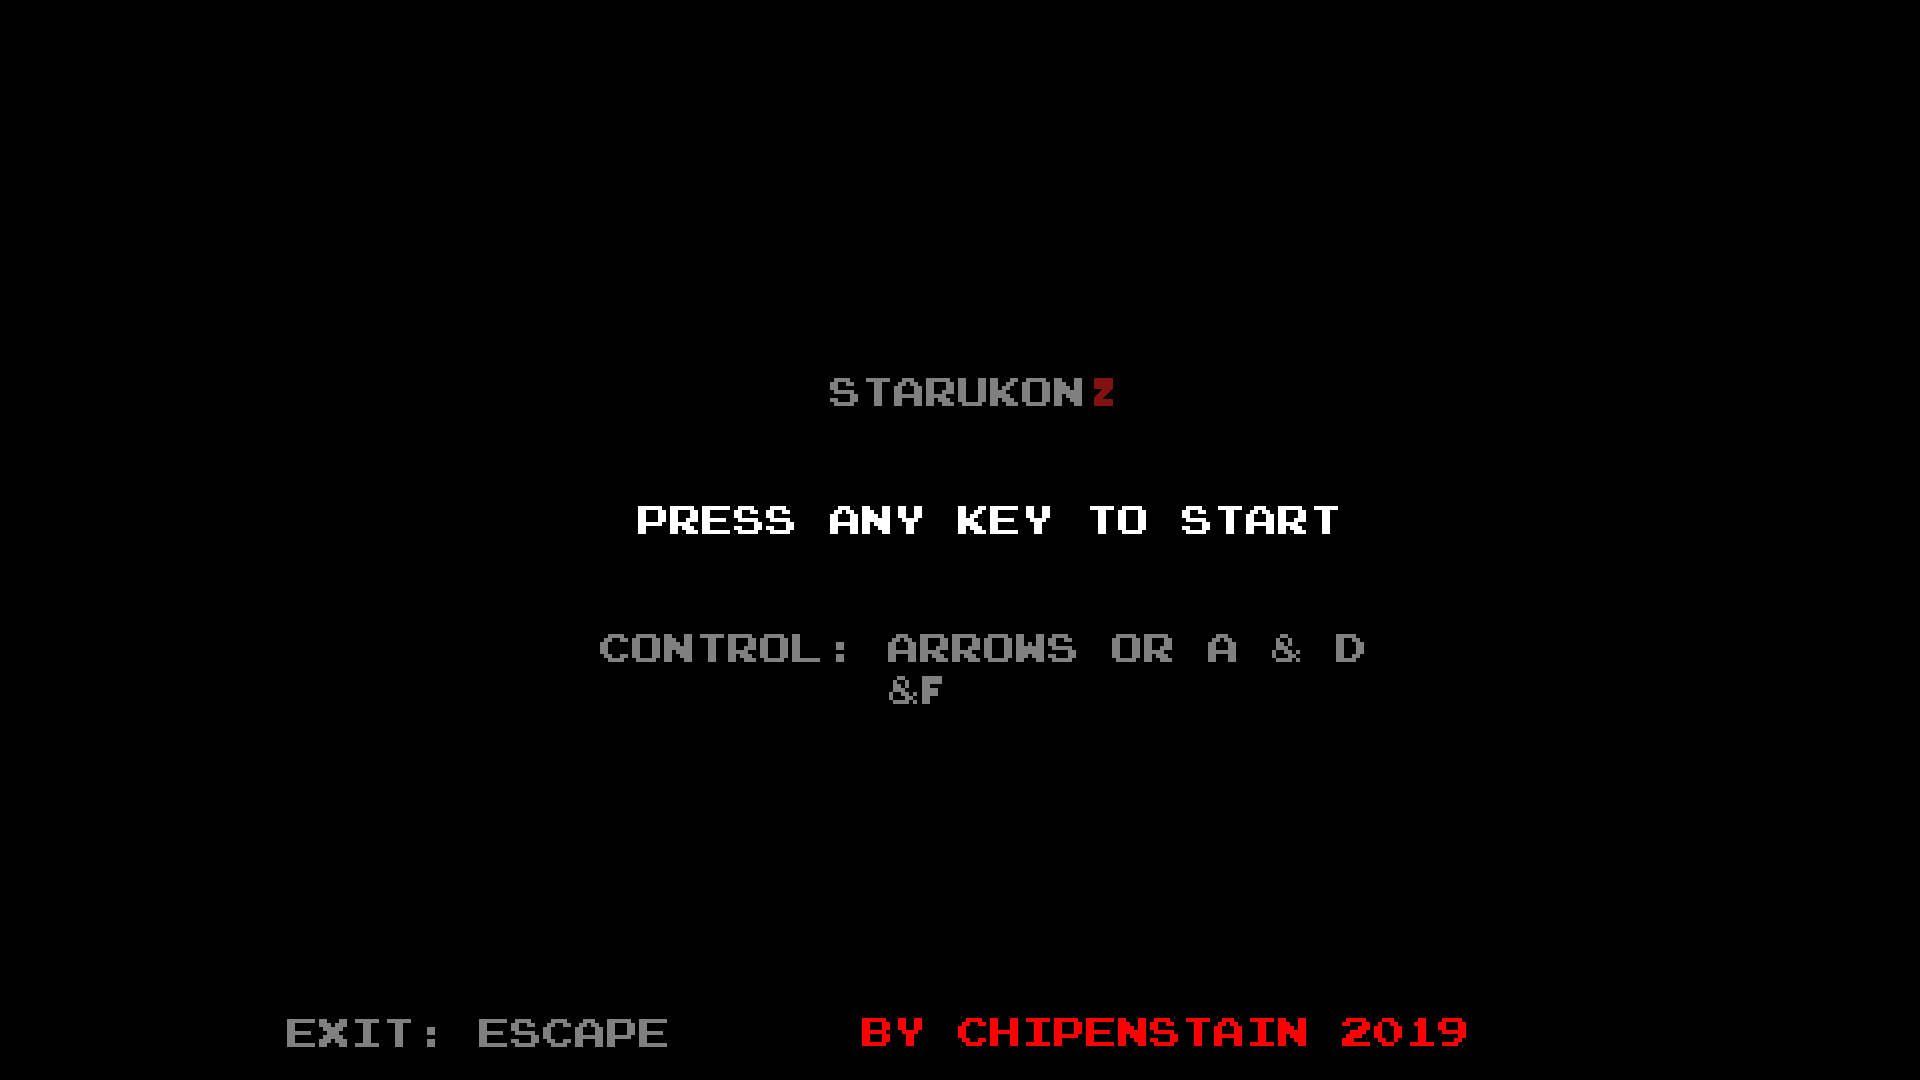 STARUKONZ
PRESS ANY KEY TO START
CONTROL: ARROWS OR A & D
&F
EXIT: ESCAPE
BY CHIPENSTAIN 2019